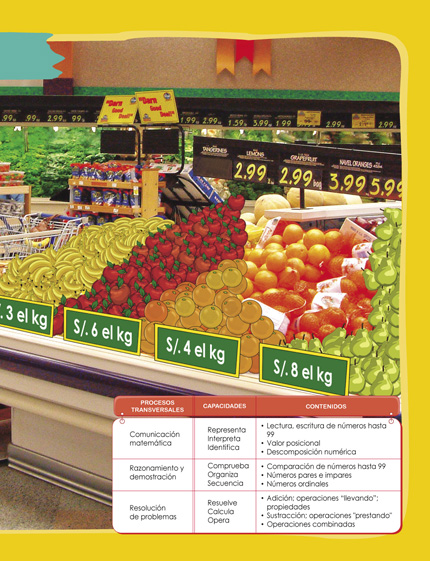 "Darn Good Deal!"
"Darn Good Deal!"
.99 .99 .99 1.99 2.99 1.59 3.99 1.99 2.99
TANGERINES LEMONS GRAPEFRUIT NAVEL ORANGES
2.99 2.99 3.99 5.99
/. 3 el kg
S/. 6 el kg
S/. 4 el kg
S/. 8 el kg
PROCESOS TRANSVERSALES CAPACIDADES CONTENIDOS
Comunicación matemática
Representa
Interpreta
Identifica
• Lectura, escritura de números hasta
99
• Valor posicional
• Descomposición numérica
Razonamiento y demostración
Comprueba
Organiza
Secuencia
• Comparación de números hasta 99
• Números pares e impares
• Números ordinales
Resolución de problemas
Resuelve
Calcula
Opera
• Adición: operaciones "llevando";
propiedades
• Sustracción: operaciones "prestando"
• Operaciones combinadas